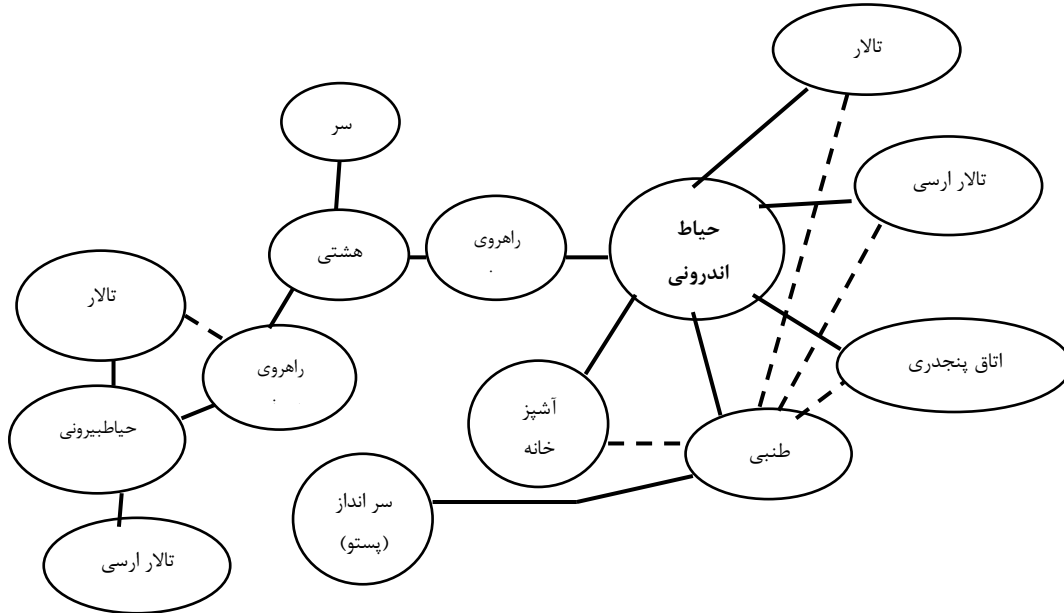 تالار
سر
تالار ارسی
حیاط
اندرونی
راهروی
.
هشتی
تالار
اتاق پنجدری
راهروی
.
آشپز
خانه
حیاطبیرونی
طنبی
سر انداز
(پستو)
تالار ارسی